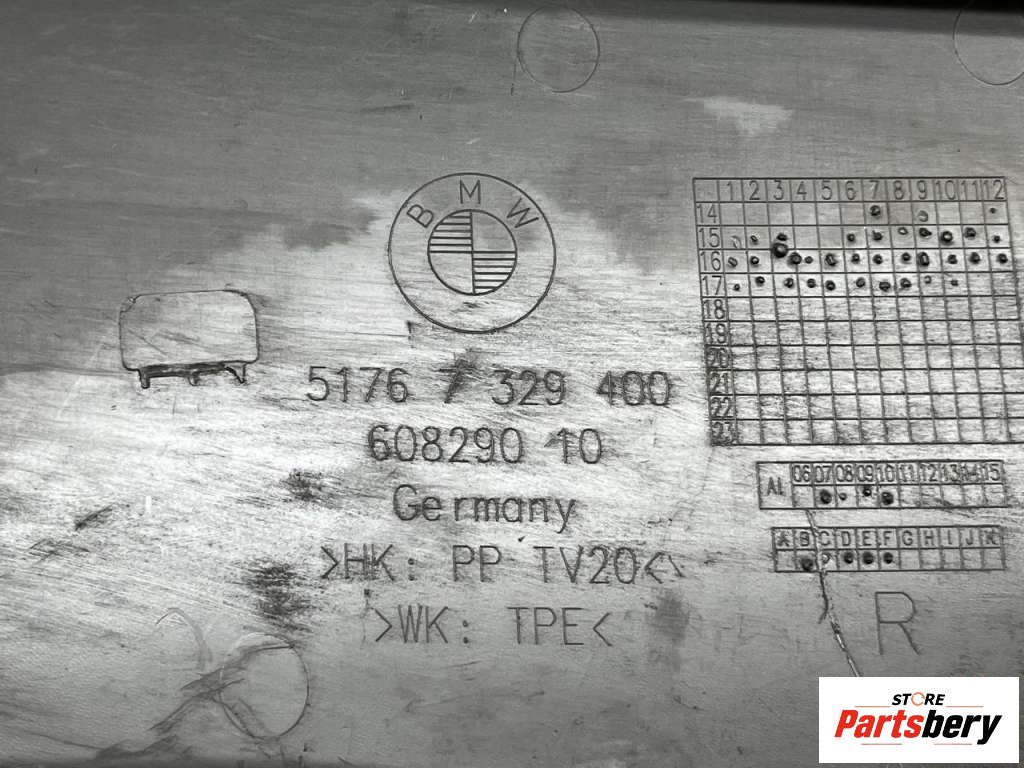 BMW
5176 7 329 400
608290 10
Germany
>HK: PP TV20<
>WK: TPE<
1 2 3 4 5 6 7 8 9 10 11 12
14
15
16
17
18
19
20
21
22
23
AI 06 07 08 09 10 11 12 13 14 15
A B C D E F G H I J K
R
STORE
Partsbery